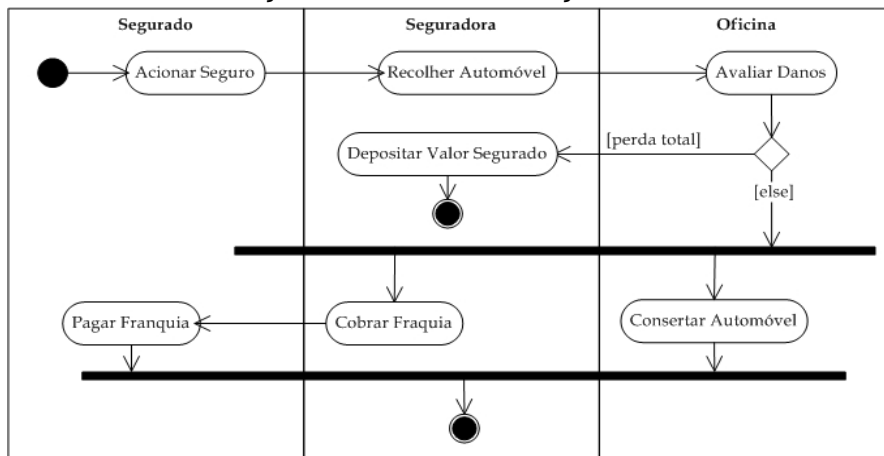 Segurado
Seguradora
Oficina
Acionar Seguro
Recolher Automóvel
Avaliar Danos
Depositar Valor Segurado
[perda total]
[else]
Pagar Franquia
Cobrar Fraquia
Consertar Automóvel